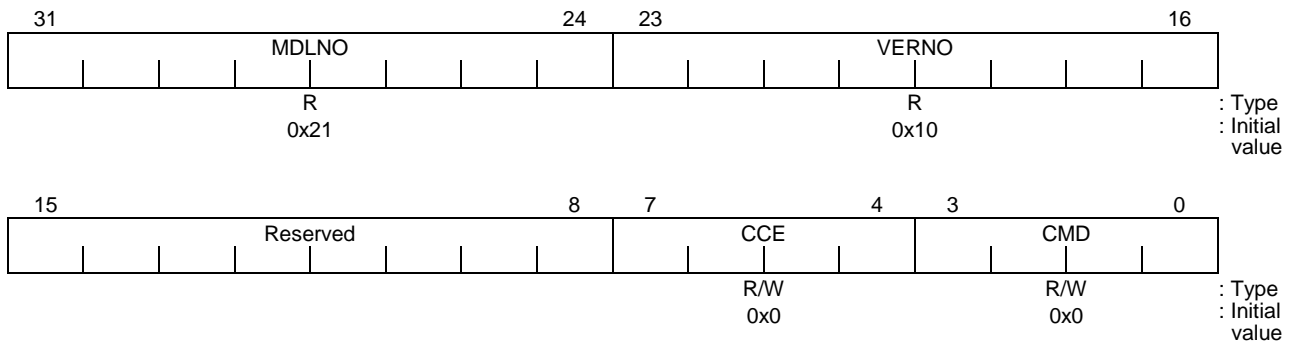 31 24 23 16
MDLNO VERNO
R R : Type
0x21 0x10 : Initial
value
15 8 7 4 3 0
Reserved CCE CMD
R/W R/W : Type
0x0 0x0 : Initial
value